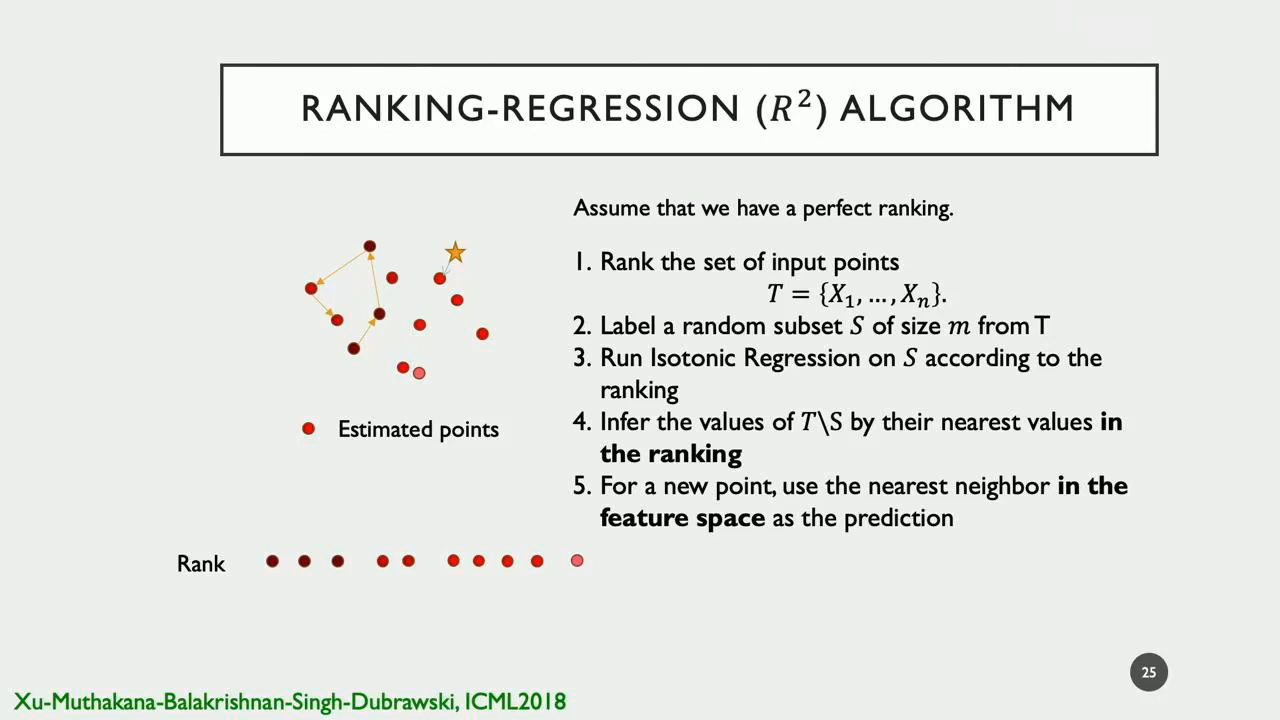 RANKING-REGRESSION (𝑅²) ALGORITHM
Assume that we have a perfect ranking.
1. Rank the set of input points
𝑇 = {𝑋₁, … , 𝑋ₙ}.
2. Label a random subset 𝑆 of size 𝑚 from T
3. Run Isotonic Regression on 𝑆 according to the
ranking
4. Infer the values of 𝑇\S by their nearest values in
the ranking
5. For a new point, use the nearest neighbor in the
feature space as the prediction
Estimated points
Rank
25
Xu-Muthakana-Balakrishnan-Singh-Dubrawski, ICML2018